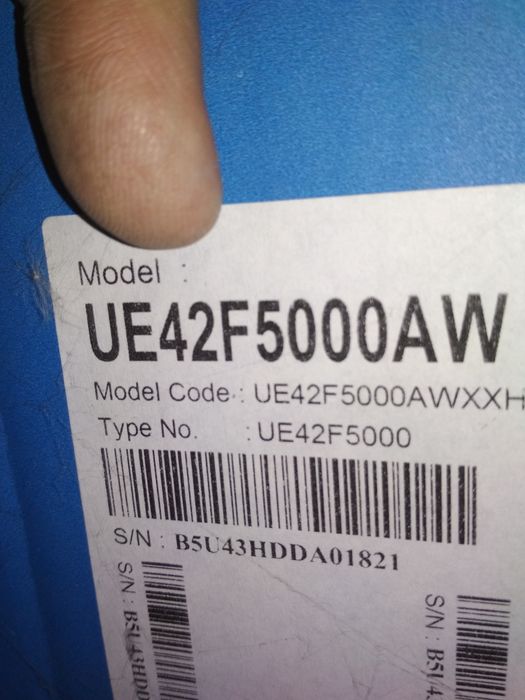 Model :
UE42F5000AW
Model Code : UE42F5000AWXXH
Type No. : UE42F5000
S/N : B5U43HDDA01821
S/N :
S/N :